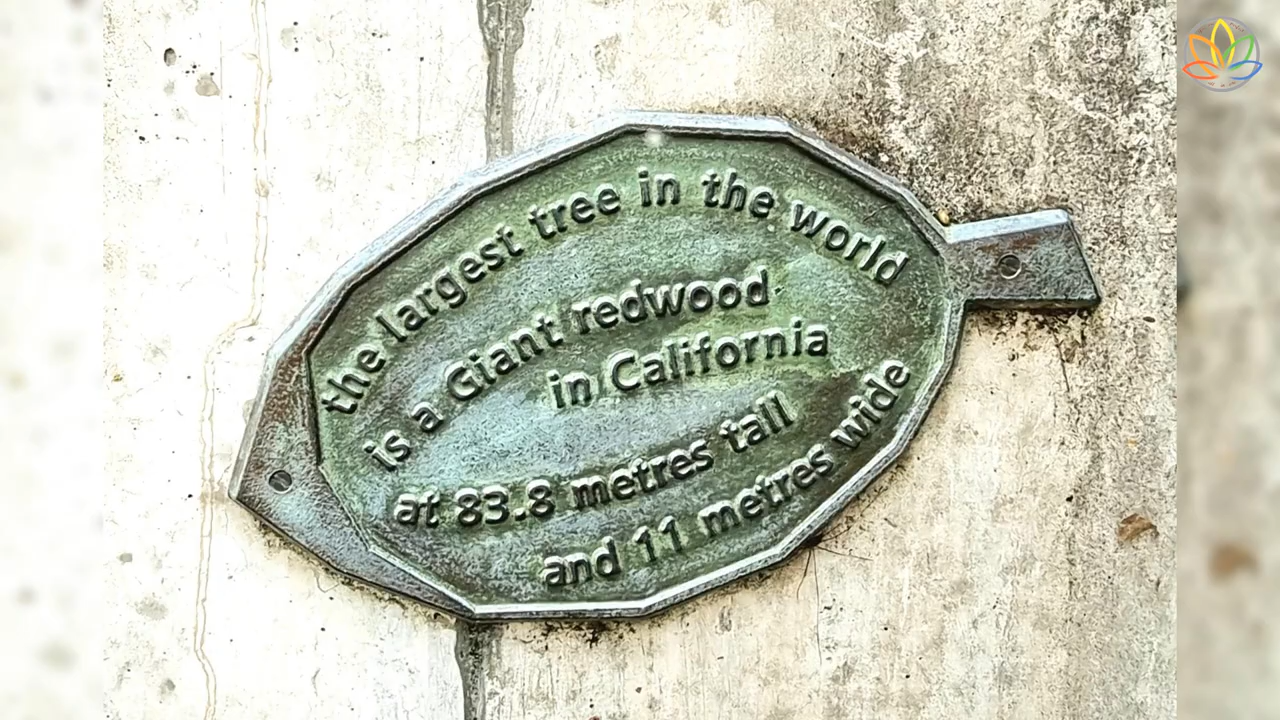 the largest tree in the world
is a Giant redwood
in California
at 83.8 metres tall
and 11 metres wide